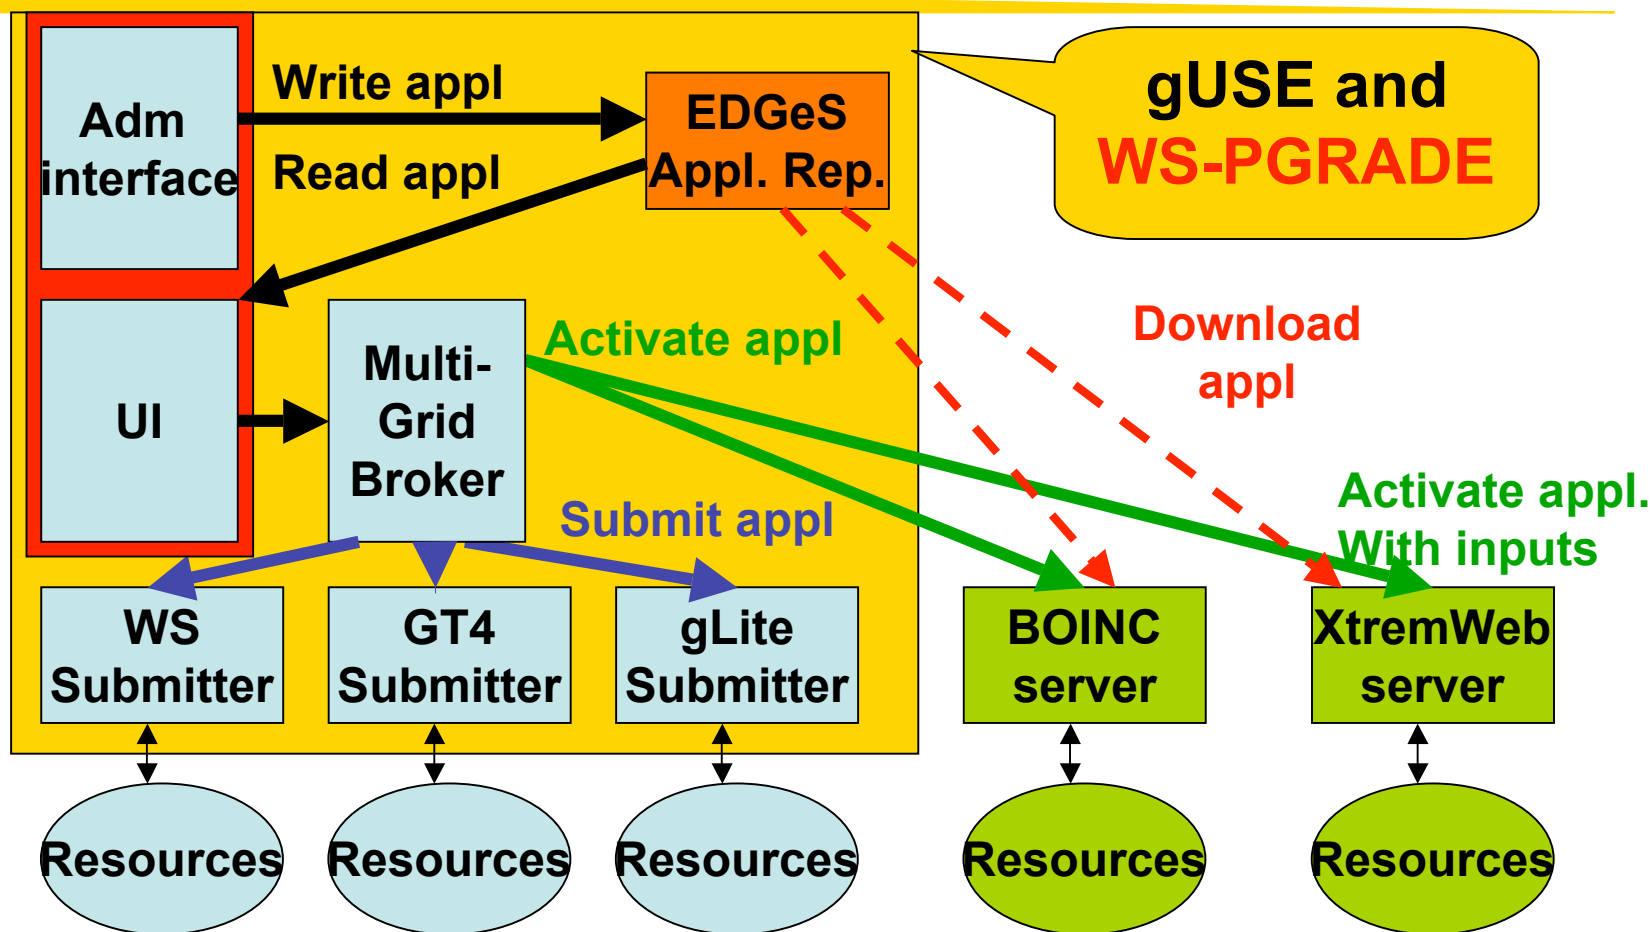 Adm
interface
Write appl
Read appl
EDGeS
Appl. Rep.
gUSE and
WS-PGRADE
UI
Multi-
Grid
Broker
Activate appl
Download
appl
Submit appl
Activate appl.
With inputs
WS
Submitter
GT4
Submitter
gLite
Submitter
BOINC
server
XtremWeb
server
Resources
Resources
Resources
Resources
Resources